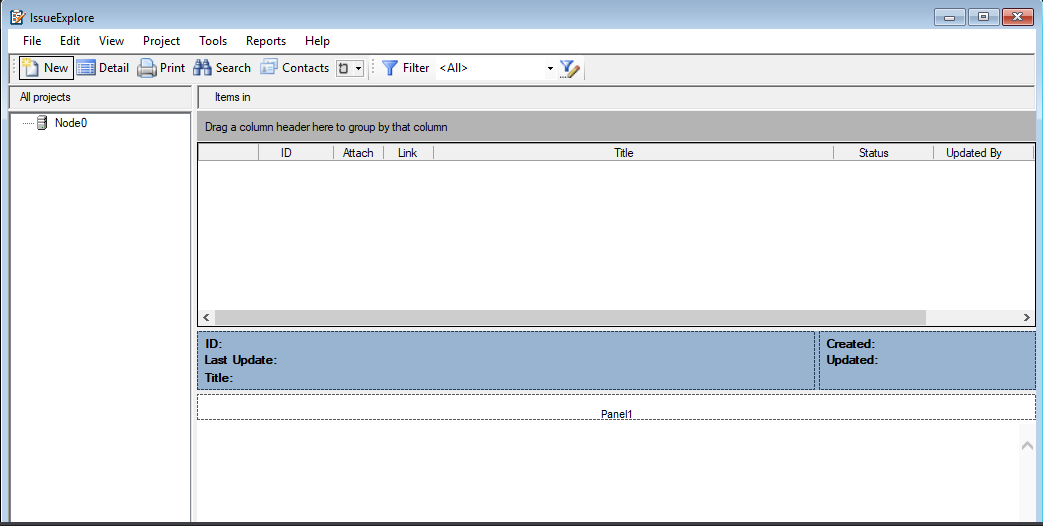 IssueExplore
File Edit View Project Tools Reports Help
New Detail Print Search Contacts Filter <All>
All projects
Items in
Node0
Drag a column header here to group by that column
ID Attach Link Title Status Updated By
ID:
Last Update:
Title:
Created:
Updated:
Panel1